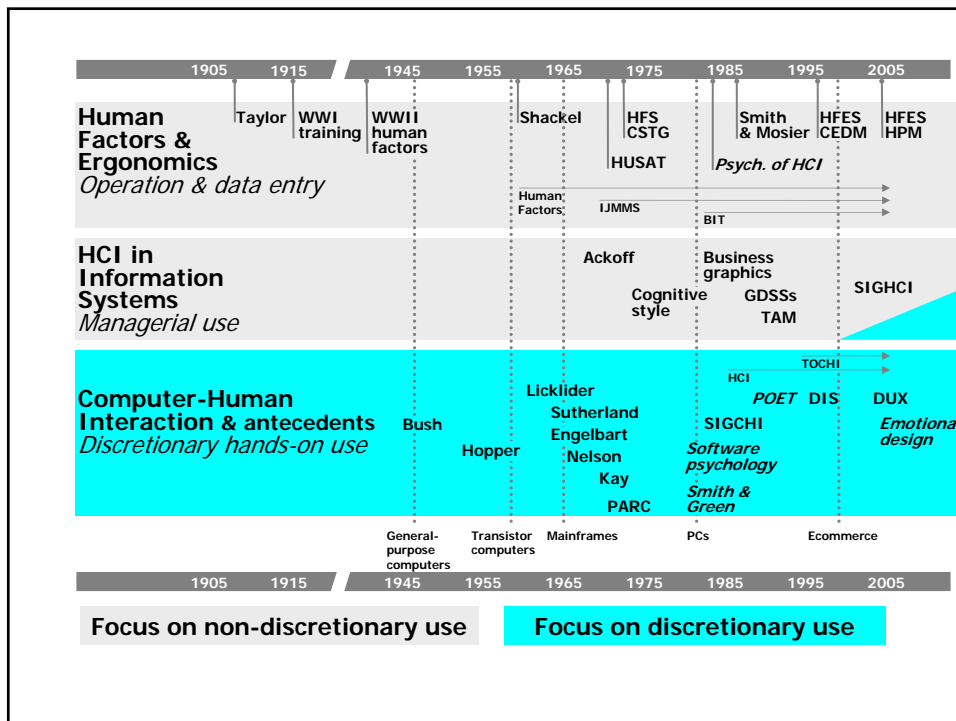 1905 1915 1945 1955 1965 1975 1985 1995 2005
Human
Factors &
Ergonomics
Operation & data entry
Taylor
WWI
training
WWII
human
factors
Shackel
HFS
CSTG
HUSAT
Smith
& Mosier
Psych. of HCI
HFES
CEDM
HFES
HPM
Human
Factors
IJMMS
BIT
HCI in
Information
Systems
Managerial use
Ackoff
Cognitive
style
Business
graphics
GDSSs
TAM
SIGHCI
Computer-Human
Interaction & antecedents
Discretionary hands-on use
Bush
Hopper
Licklider
Sutherland
Engelbart
Nelson
Kay
PARC
TOCHI
HCI
POET
DIS
DUX
SIGCHI
Software
psychology
Smith &
Green
Emotiona
design
General-
purpose
computers
Transistor
computers
Mainframes
PCs
Ecommerce
1905 1915 1945 1955 1965 1975 1985 1995 2005
Focus on non-discretionary use
Focus on discretionary use